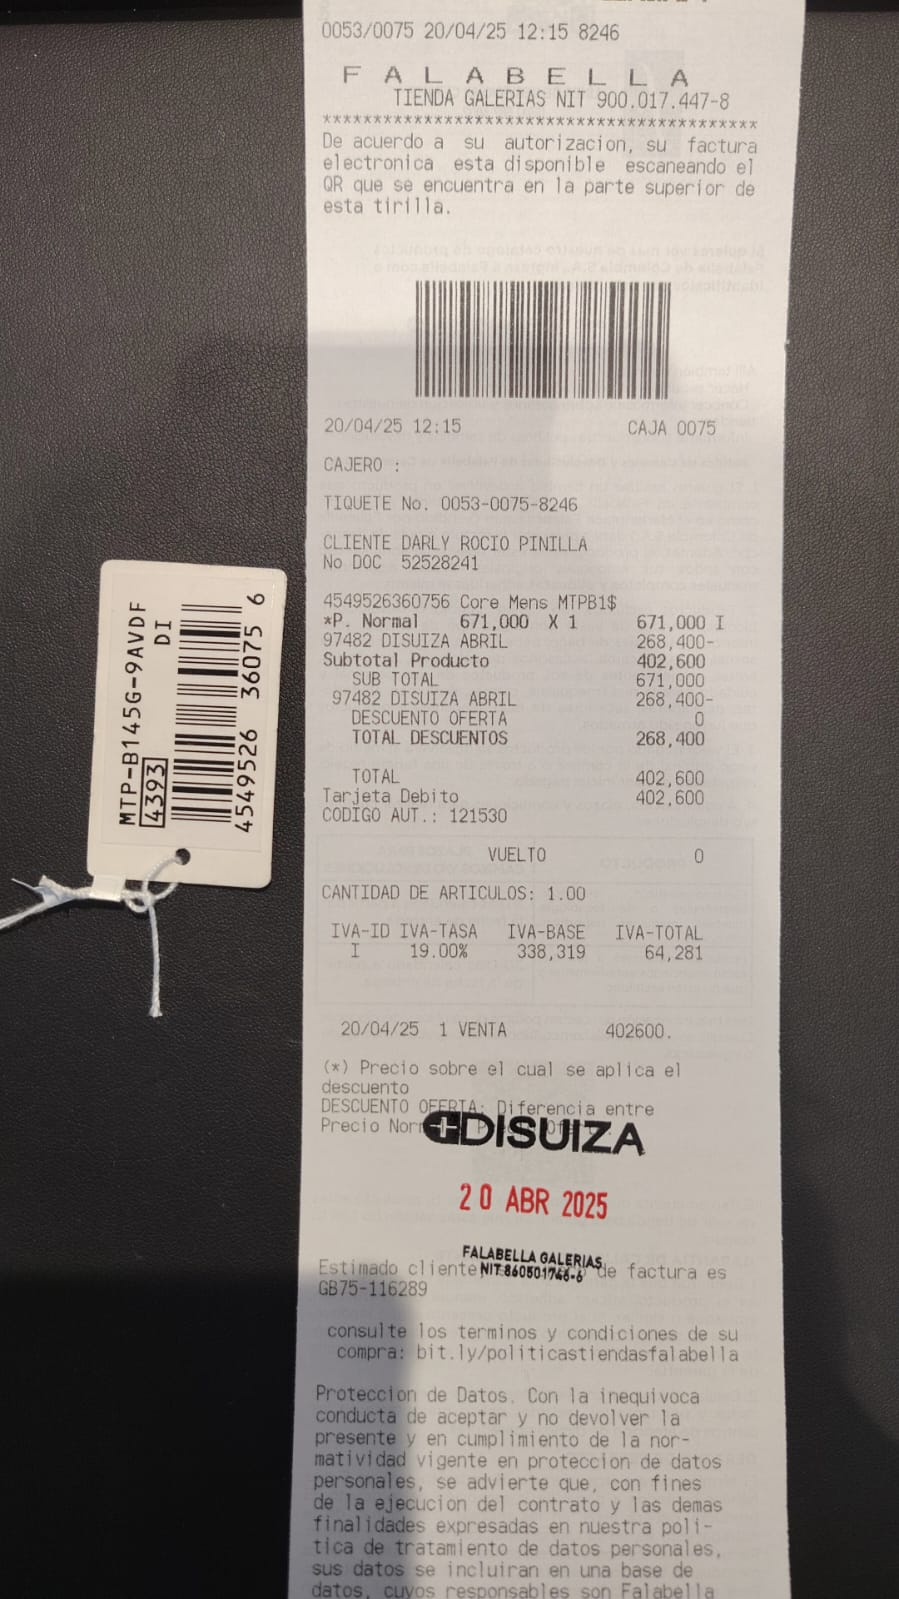 0053/0075 20/04/25 12:15 8246
FALABELLA
TIENDA GALERIAS NIT 900.017.447-8
*******************************************
De acuerdo a su autorizacion, su factura
electronica esta disponible escaneando el
QR que se encuentra en la parte superior de
esta tirilla.
20/04/25 12:15 CAJA 0075
CAJERO :
TIQUETE No. 0053-0075-8246
CLIENTE DARLY ROCIO PINILLA
No DOC 52528241
4549526360756 Core Mens MTPB1$
*P. Normal 671,000 X 1 671,000 I
97482 DISUIZA ABRIL 268,400-
Subtotal Producto 402,600
SUB TOTAL 671,000
97482 DISUIZA ABRIL 268,400-
DESCUENTO OFERTA 0
TOTAL DESCUENTOS 268,400
TOTAL 402,600
Tarjeta Debito 402,600
CODIGO AUT.: 121530
VUELTO 0
CANTIDAD DE ARTICULOS: 1.00
IVA-ID IVA-TASA IVA-BASE IVA-TOTAL
I 19.00% 338,319 64,281
20/04/25 1 VENTA 402600.
(*) Precio sobre el cual se aplica el
descuento
DESCUENTO OFERTA: Diferencia entre
Precio
DISUIZA
20 ABR 2025
FALABELLA GALERIAS
NIT 860501746-6
Estimado cliente, de factura es
GB75-116289
consulte los terminos y condiciones de su
compra: bit.ly/politicastiendasfalabella
Proteccion de Datos. Con la inequivoca
conducta de aceptar y no devolver la
presente y en cumplimiento de la nor-
matividad vigente en proteccion de datos
personales, se advierte que, con fines
de la ejecucion del contrato y las demas
finalidades expresadas en nuestra poli-
tica de tratamiento de datos personales,
sus datos se incluiran en una base de
datos, cuyos responsables son Falabella
MTP-B145G-9AVDF
DI
4393
4549526 36075 6